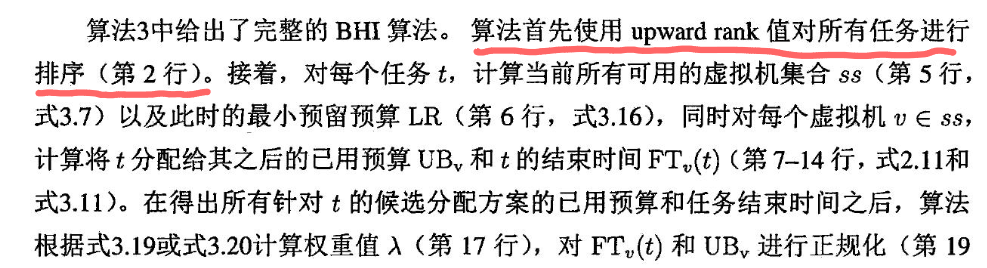 算法3中给出了完整的 BHI 算法。 算法首先使用 upward rank 值对所有任务进行
排序（第 2 行）。接着，对每个任务 t，计算当前所有可用的虚拟机集合 ss（第 5 行，
式3.7）以及此时的最小预留预算 LR（第 6 行，式3.16），同时对每个虚拟机 v ∈ ss,
计算将 t 分配给其之后的已用预算 UBᵥ 和 t 的结束时间 FTᵥ(t)（第 7–14 行，式2.11和
式3.11）。在得出所有针对 t 的候选分配方案的已用预算和任务结束时间之后，算法
根据式3.19或式3.20计算权重值 λ（第 17 行），对 FTᵥ(t) 和 UBᵥ 进行正规化（第 19